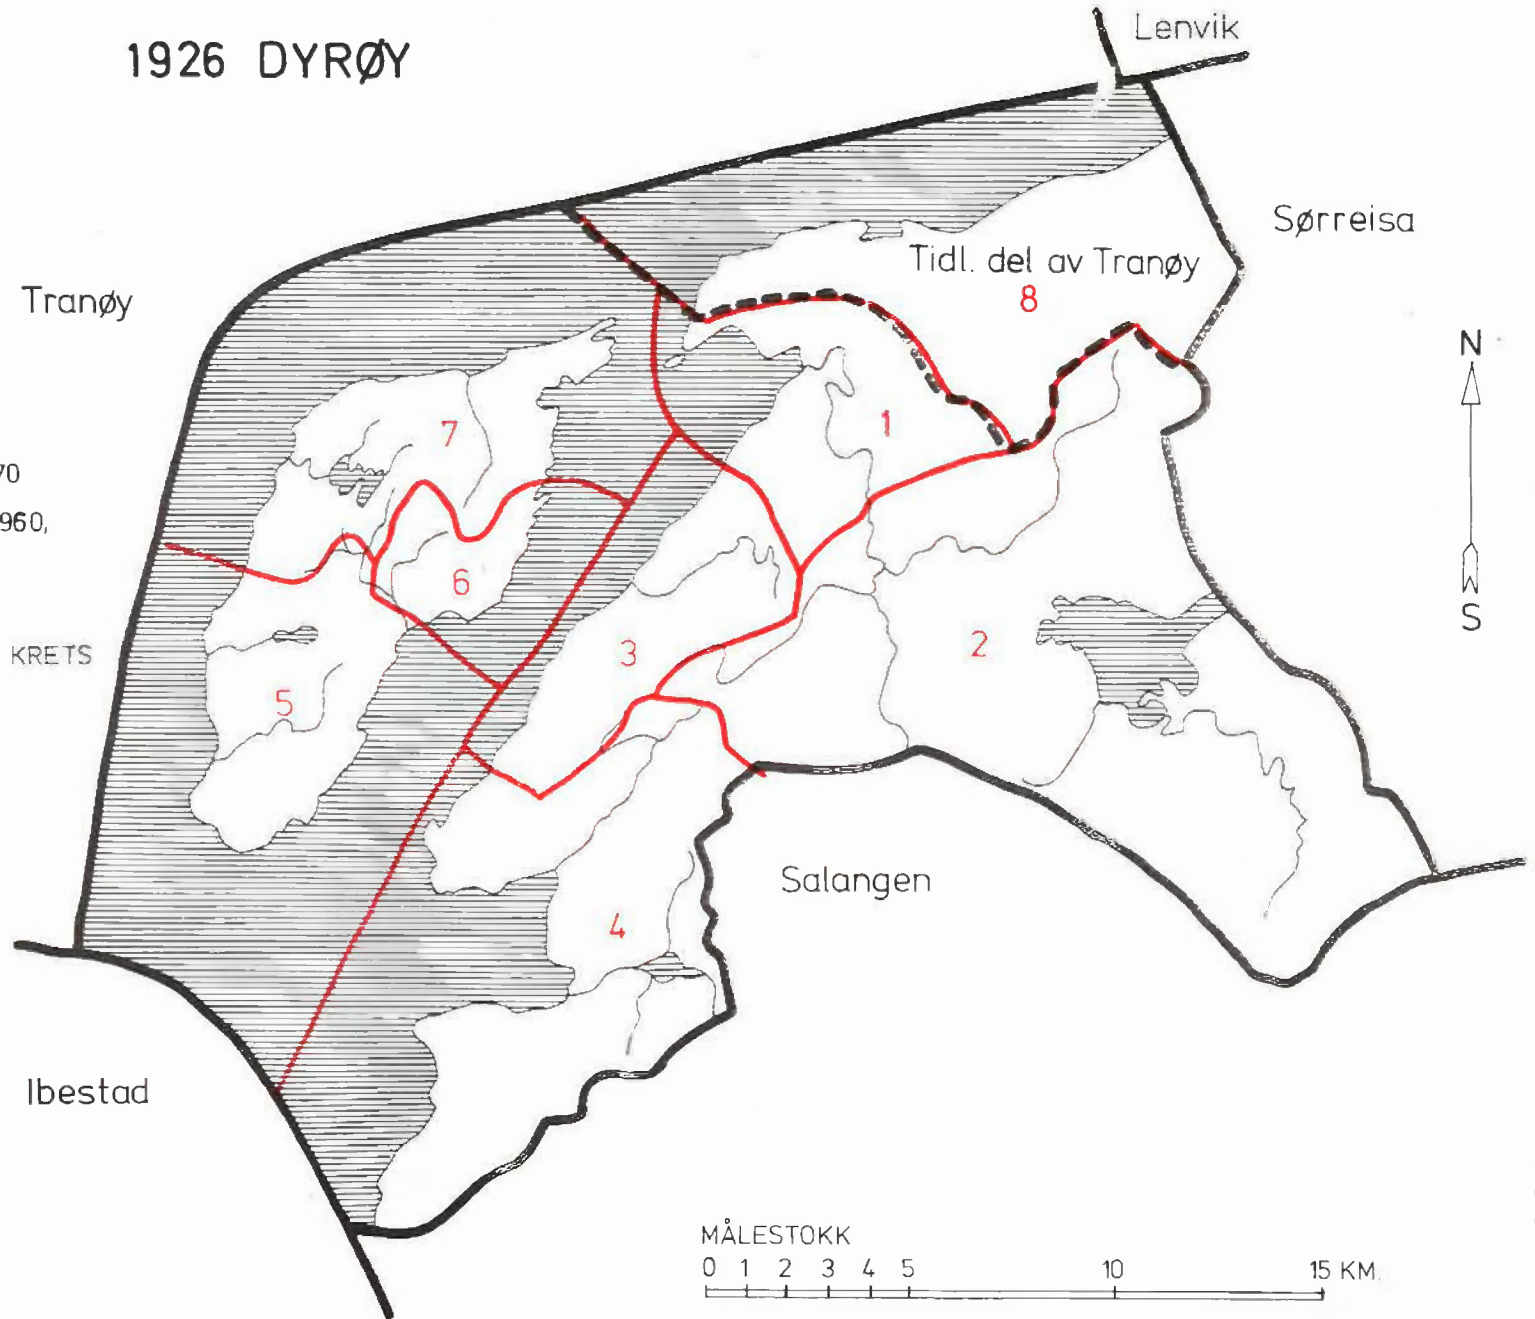 1926 DYRØY
Lenvik
Sørreisa
Tidl. del av Tranøy
8
Tranøy
N
S
7
1
70
960,
6
KRETS
3
2
5
Salangen
4
Ibestad
MÅLESTOKK
0 1 2 3 4 5 10 15 KM.